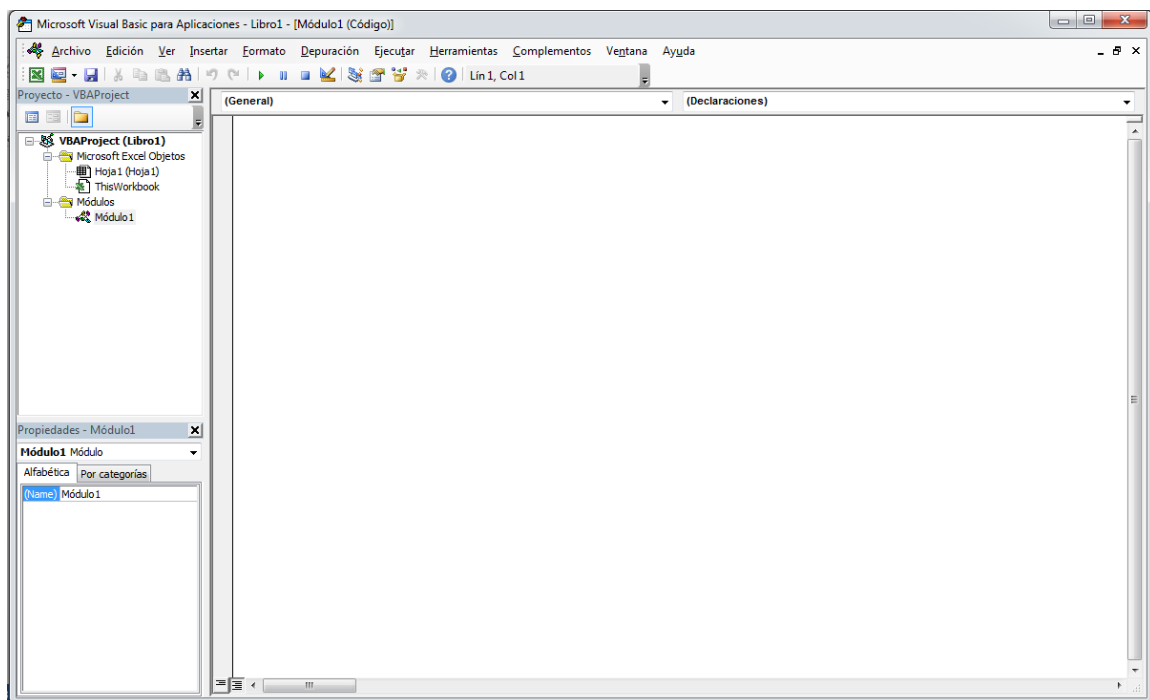 Microsoft Visual Basic para Aplicaciones - Libro1 - [Módulo1 (Código)]
Archivo Edición Ver Insertar Formato Depuración Ejecutar Herramientas Complementos Ventana Ayuda
Lín 1, Col 1
Proyecto - VBAProject
(General) (Declaraciones)
VBAProject (Libro1)
Microsoft Excel Objetos
Hoja1 (Hoja1)
ThisWorkbook
Módulos
Módulo1
Propiedades - Módulo1
Módulo1 Módulo
Alfabética Por categorías
(Name) Módulo1